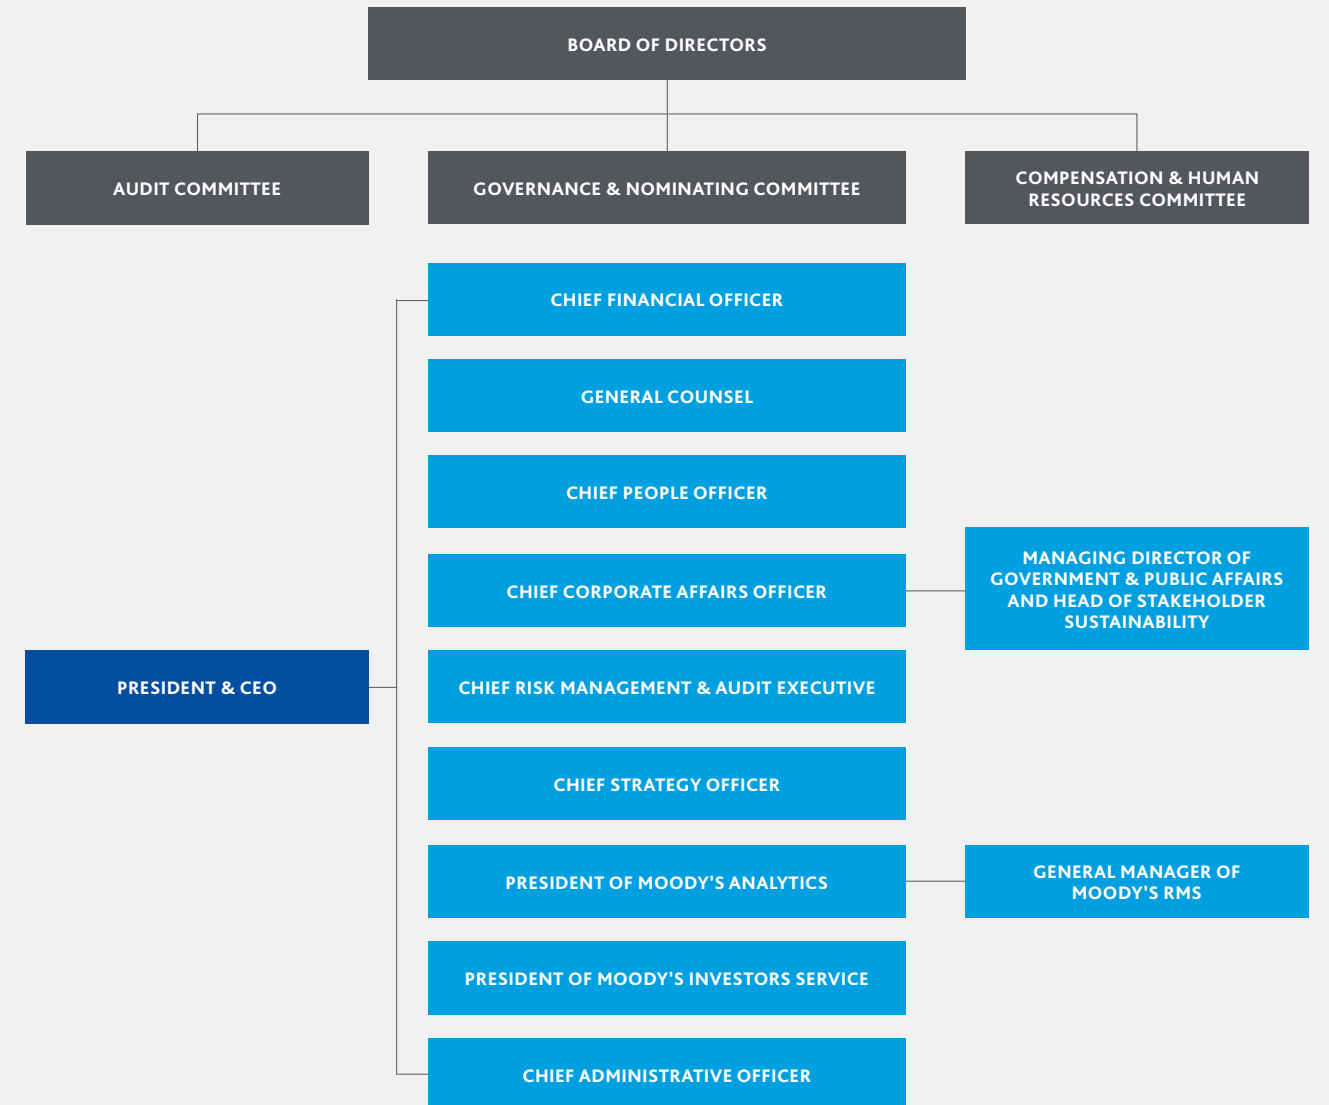 BOARD OF DIRECTORS
AUDIT COMMITTEE
GOVERNANCE & NOMINATING COMMITTEE
COMPENSATION & HUMAN
RESOURCES COMMITTEE
CHIEF FINANCIAL OFFICER
GENERAL COUNSEL
CHIEF PEOPLE OFFICER
CHIEF CORPORATE AFFAIRS OFFICER
MANAGING DIRECTOR OF
GOVERNMENT & PUBLIC AFFAIRS
AND HEAD OF STAKEHOLDER
SUSTAINABILITY
PRESIDENT & CEO
CHIEF RISK MANAGEMENT & AUDIT EXECUTIVE
CHIEF STRATEGY OFFICER
PRESIDENT OF MOODY'S ANALYTICS
GENERAL MANAGER OF
MOODY'S RMS
PRESIDENT OF MOODY'S INVESTORS SERVICE
CHIEF ADMINISTRATIVE OFFICER